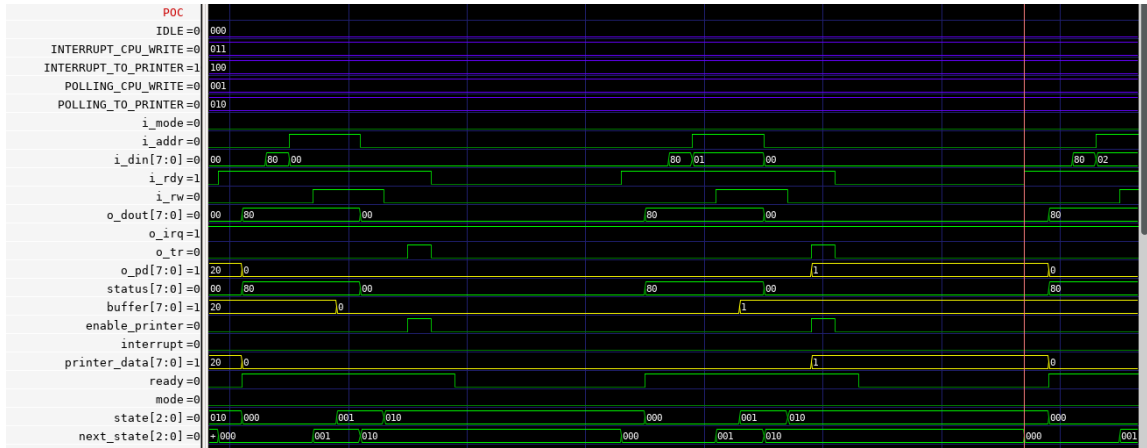 POC
IDLE =0 000
INTERRUPT_CPU_WRITE =0 011
INTERRUPT_TO_PRINTER =1 100
POLLING_CPU_WRITE =0 001
POLLING_TO_PRINTER =0 010
i_mode =0
i_addr =0
i_din[7:0] =0 00 80 00 80 01 00 80 02
i_rdy =1
i_rw =0
o_dout[7:0] =0 00 80 00 80 00 80
o_irq =1
o_tr =0
o_pd[7:0] =1 20 0 1 0
status[7:0] =0 00 80 00 80 00 80
buffer[7:0] =1 20 0 1
enable_printer =0
interrupt =0
printer_data[7:0] =1 20 0 1 0
ready =0
mode =0
state[2:0] =0 010 000 001 010 000 001 010 000
next_state[2:0] =0 + 000 001 010 000 001 010 000 001